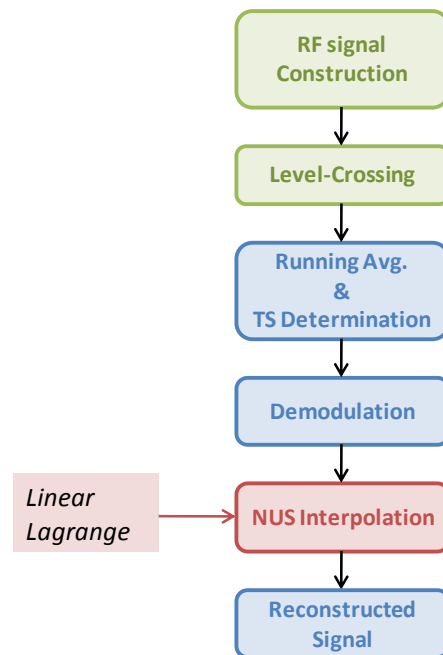 RF signal
Construction
Level-Crossing
Running Avg.
&
TS Determination
Demodulation
Linear
Lagrange
NUS Interpolation
Reconstructed
Signal